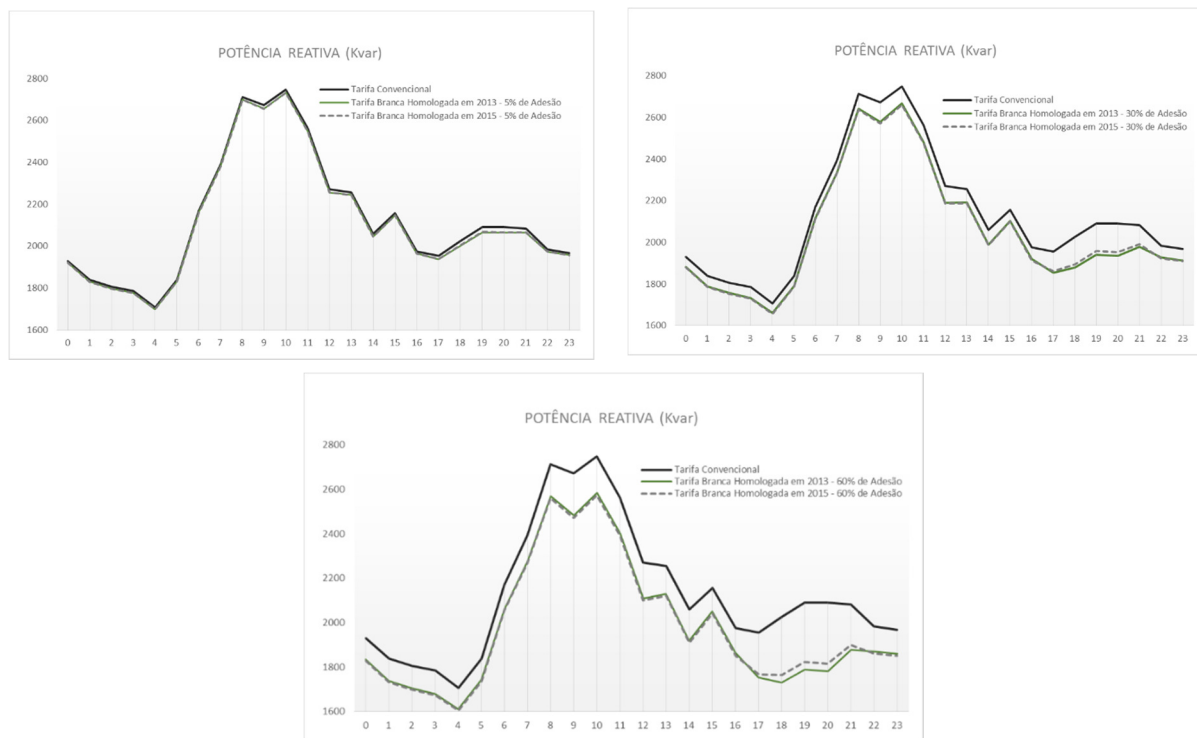 POTÊNCIA REATIVA (Kvar)
Tarifa Convencional
Tarifa Branca Homologada em 2013 - 5% de Adesão
Tarifa Branca Homologada em 2015 - 5% de Adesão
2800
2600
2400
2200
2000
1800
1600
0 1 2 3 4 5 6 7 8 9 10 11 12 13 14 15 16 17 18 19 20 21 22 23
POTÊNCIA REATIVA (Kvar)
Tarifa Convencional
Tarifa Branca Homologada em 2013 - 30% de Adesão
Tarifa Branca Homologada em 2015 - 30% de Adesão
2800
2600
2400
2200
2000
1800
1600
0 1 2 3 4 5 6 7 8 9 10 11 12 13 14 15 16 17 18 19 20 21 22 23
POTÊNCIA REATIVA (Kvar)
Tarifa Convencional
Tarifa Branca Homologada em 2013 - 60% de Adesão
Tarifa Branca Homologada em 2015 - 60% de Adesão
2800
2600
2400
2200
2000
1800
1600
0 1 2 3 4 5 6 7 8 9 10 11 12 13 14 15 16 17 18 19 20 21 22 23